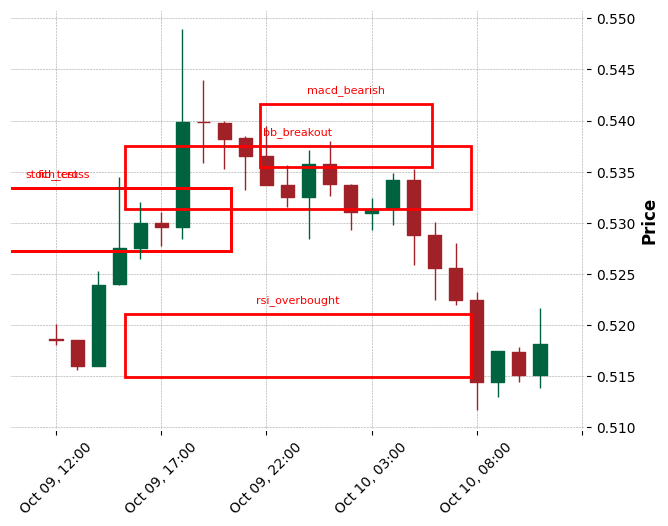 0.550
0.545
macd_bearish
0.540
bb_breakout
0.535
0.530
Price
0.525
rsi_overbought
0.520
0.515
0.510
Oct 09, 12:00
Oct 09, 17:00
Oct 09, 22:00
Oct 10, 03:00
Oct 10, 08:00